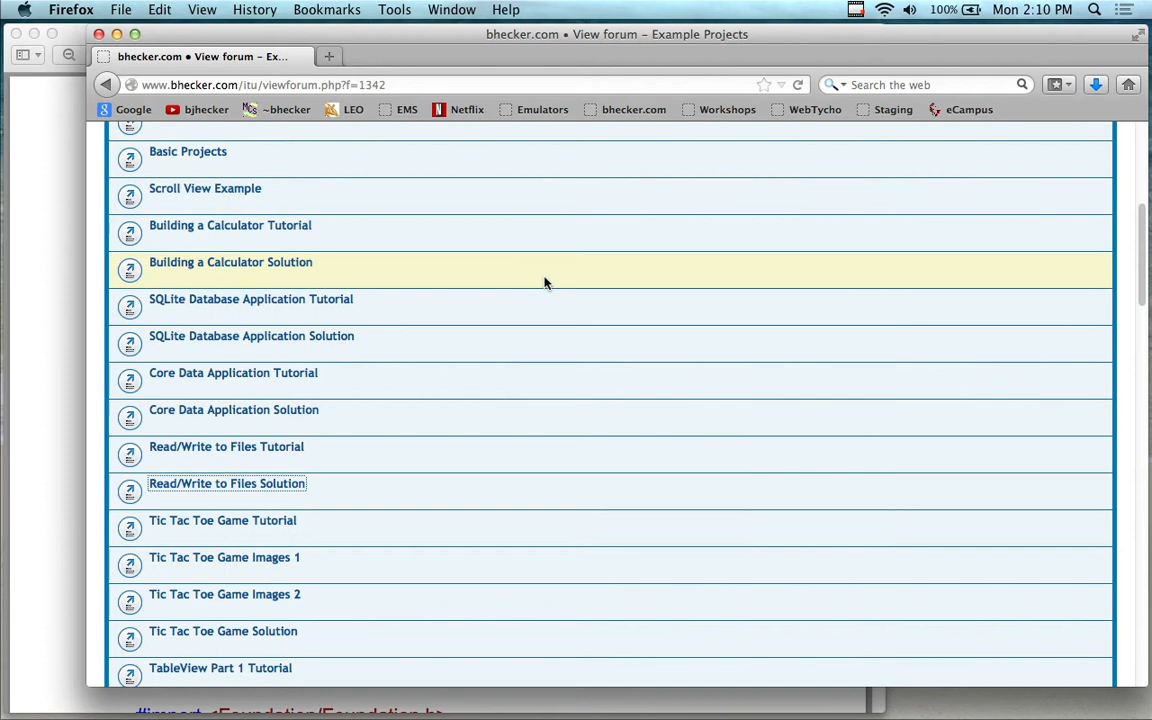 Firefox File Edit View History Bookmarks Tools Window Help 100% Mon 2:10 PM
bhecker.com • View forum – Example Projects
bhecker.com • View forum – Ex...
www.bhecker.com/itu/viewforum.php?f=1342 Search the web
Google bjhecker ~bhecker LEO EMS Netflix Emulators bhecker.com Workshops WebTycho Staging eCampus
Basic Projects
Scroll View Example
Building a Calculator Tutorial
Building a Calculator Solution
SQLite Database Application Tutorial
SQLite Database Application Solution
Core Data Application Tutorial
Core Data Application Solution
Read/Write to Files Tutorial
Read/Write to Files Solution
Tic Tac Toe Game Tutorial
Tic Tac Toe Game Images 1
Tic Tac Toe Game Images 2
Tic Tac Toe Game Solution
TableView Part 1 Tutorial
#import <Foundation/Foundation.h>